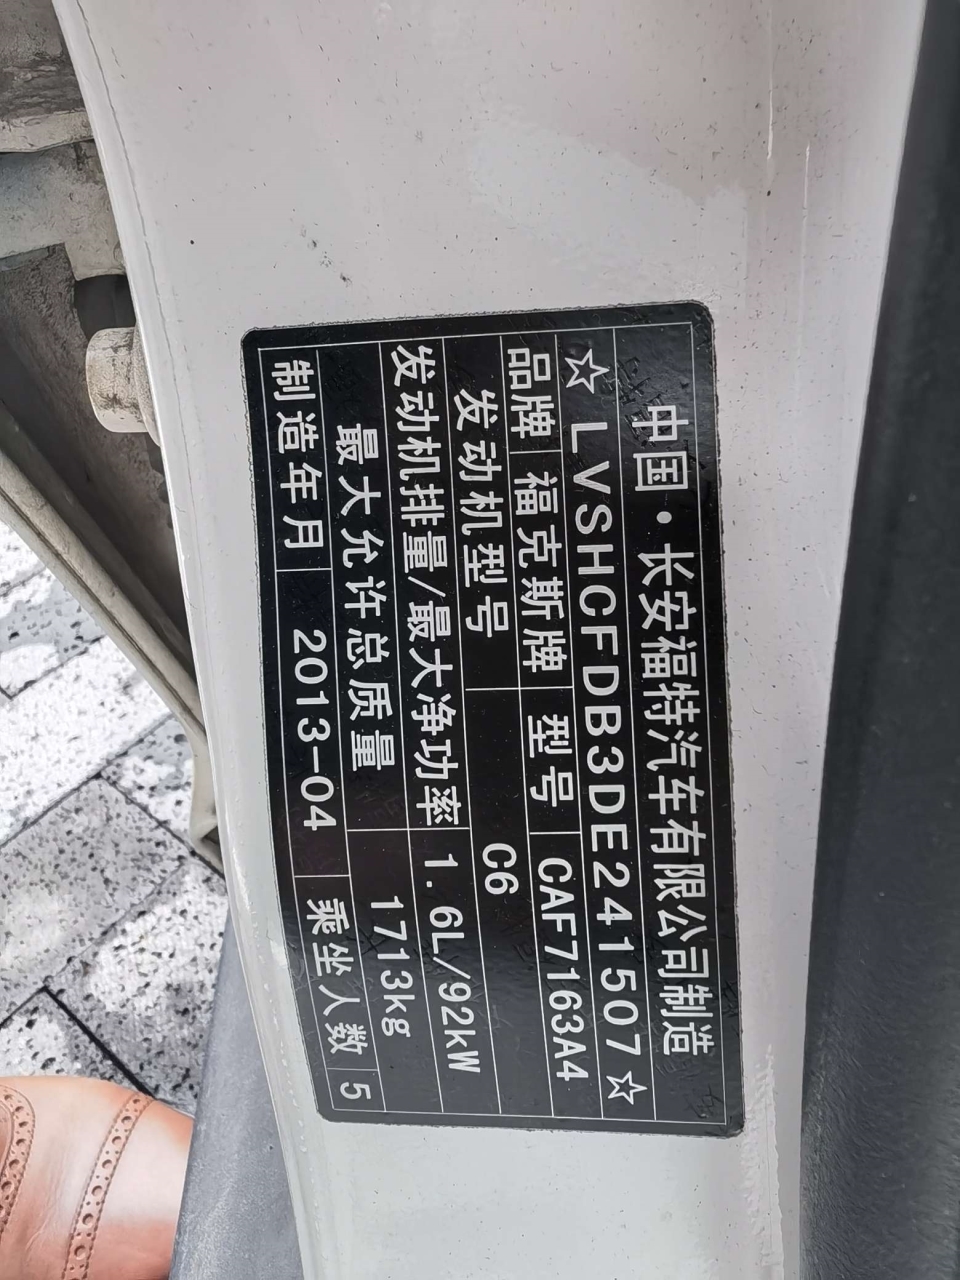 中国·长安福特汽车有限公司制造
☆LVSHCFDB3DE241507☆
品牌 福克斯牌 型号 CAF7163A4
发动机型号 C6
发动机排量/最大净功率 1.6L/92kW
最大允许总质量 1713kg
制造年月 2013-04 乘坐人数 5